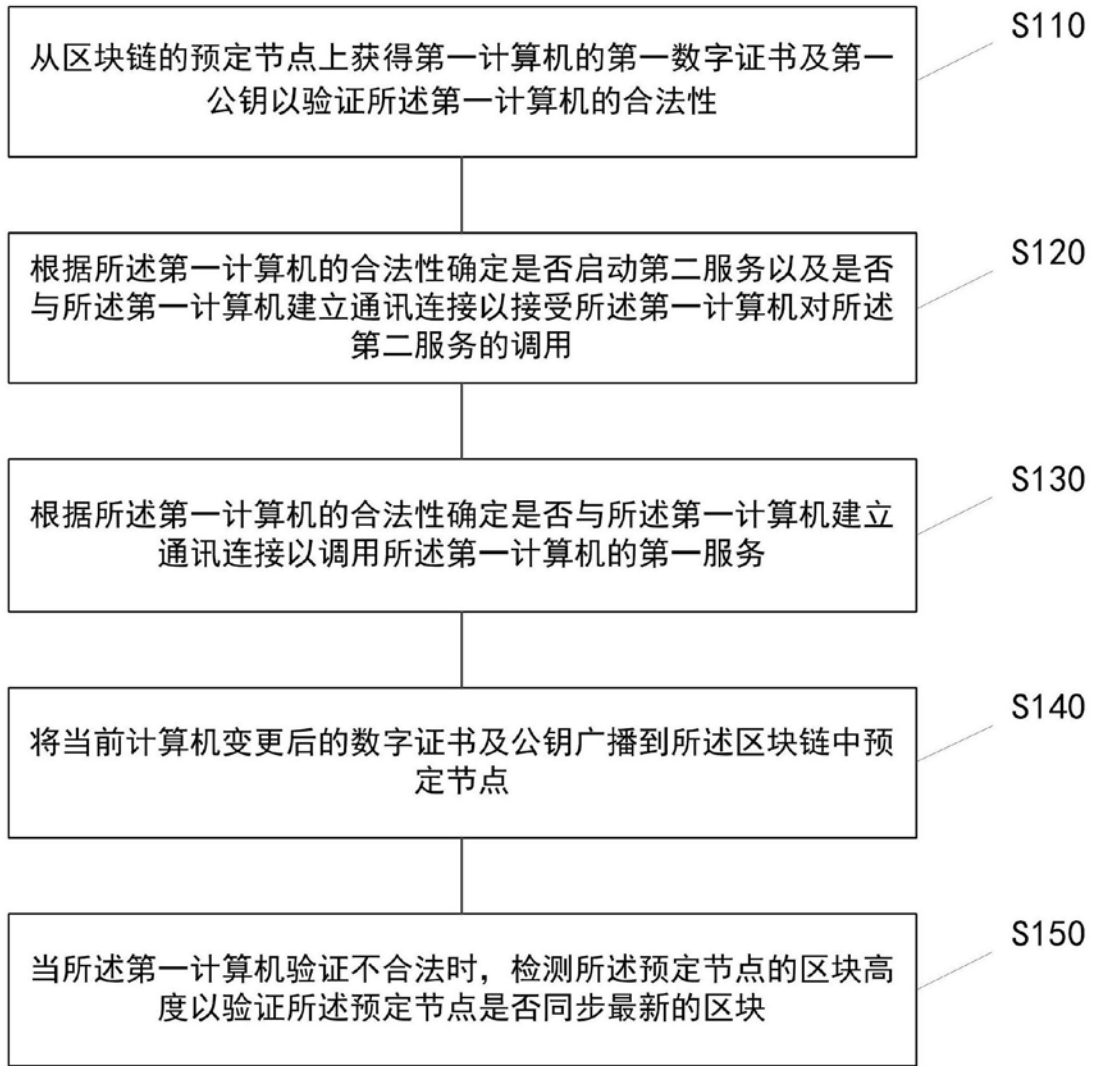 从区块链的预定节点上获得第一计算机的第一数字证书及第一
公钥以验证所述第一计算机的合法性
S110
根据所述第一计算机的合法性确定是否启动第二服务以及是否
与所述第一计算机建立通讯连接以接受所述第一计算机对所述
第二服务的调用
S120
根据所述第一计算机的合法性确定是否与所述第一计算机建立
通讯连接以调用所述第一计算机的第一服务
S130
将当前计算机变更后的数字证书及公钥广播到所述区块链中预
定节点
S140
当所述第一计算机验证不合法时，检测所述预定节点的区块高
度以验证所述预定节点是否同步最新的区块
S150